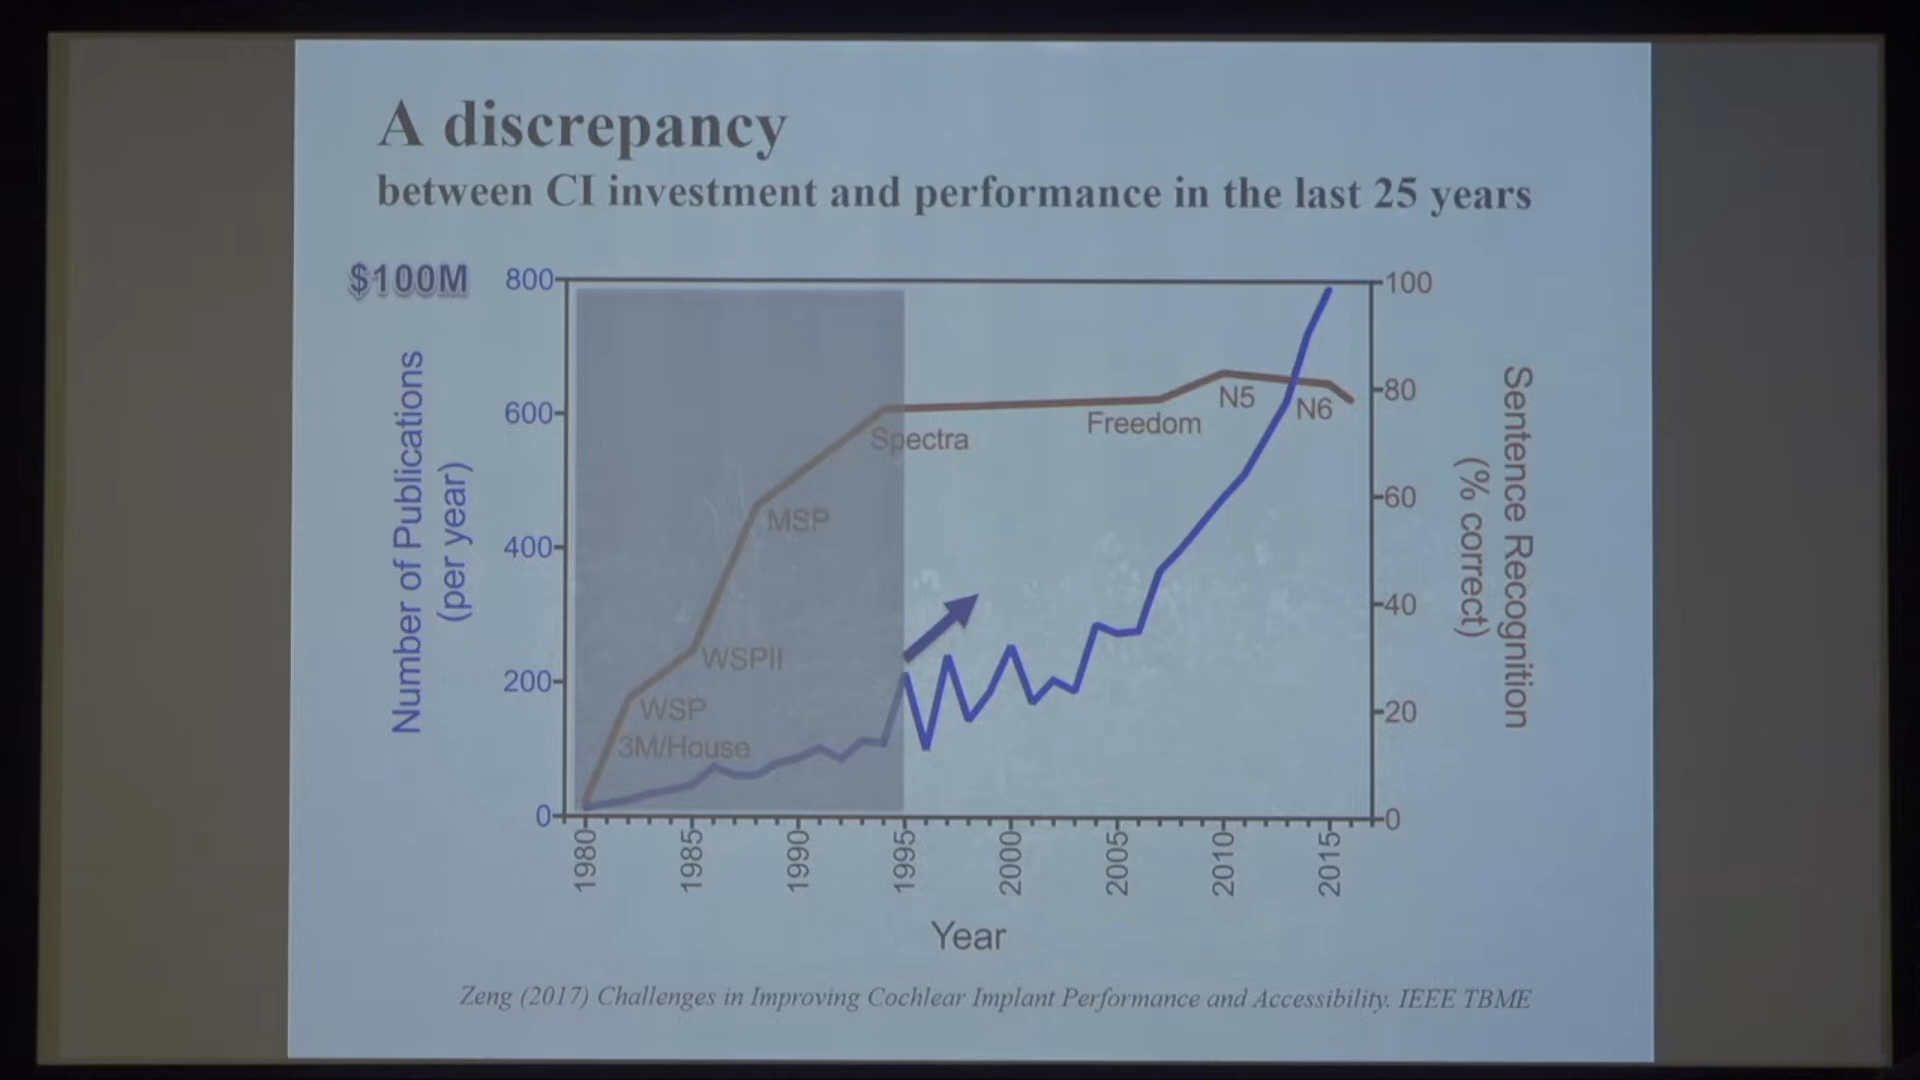 A discrepancy
between CI investment and performance in the last 25 years
$100M
800
600
400
200
0
Number of Publications
(per year)
100
80
60
40
20
0
Sentence Recognition
(% correct)
3M/House
WSP
WSPII
MSP
Spectra
Freedom
N5
N6
1980
1985
1990
1995
2000
2005
2010
2015
Year
Zeng (2017) Challenges in Improving Cochlear Implant Performance and Accessibility. IEEE TBME